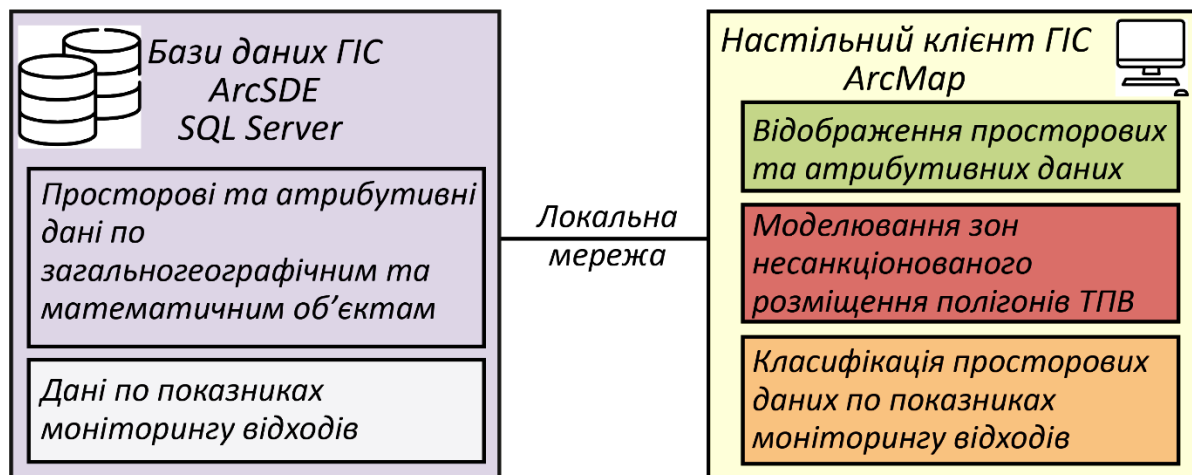 Бази даних ГІС
ArcSDE
SQL Server
Просторові та атрибутивні
дані по
загальногеографічним та
математичним об’єктам
Дані по показниках
моніторингу відходів
Локальна
мережа
Настільний клієнт ГІС
ArcMap
Відображення просторових
та атрибутивних даних
Моделювання зон
несанкціонованого
розміщення полігонів ТПВ
Класифікація просторових
даних по показниках
моніторингу відходів